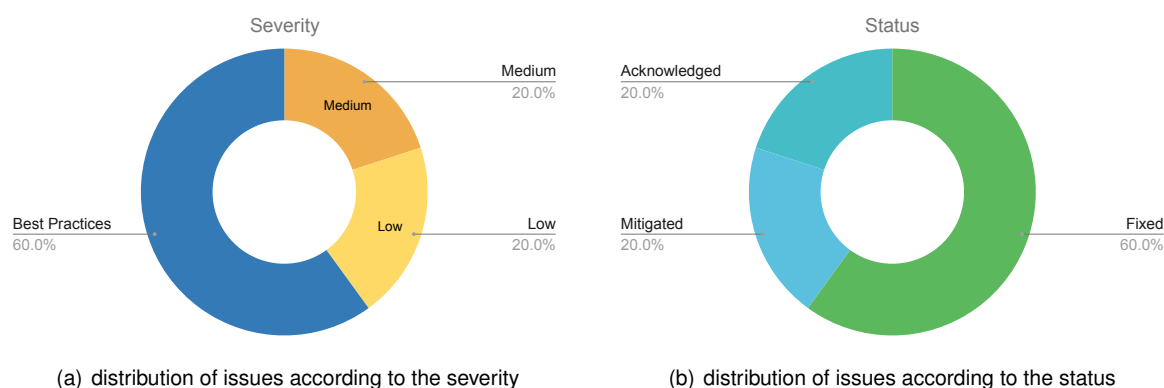 Severity
Medium
20.0%
Medium
Low
Low
20.0%
Best Practices
60.0%
(a) distribution of issues according to the severity
Status
Acknowledged
20.0%
Mitigated
20.0%
Fixed
60.0%
(b) distribution of issues according to the status